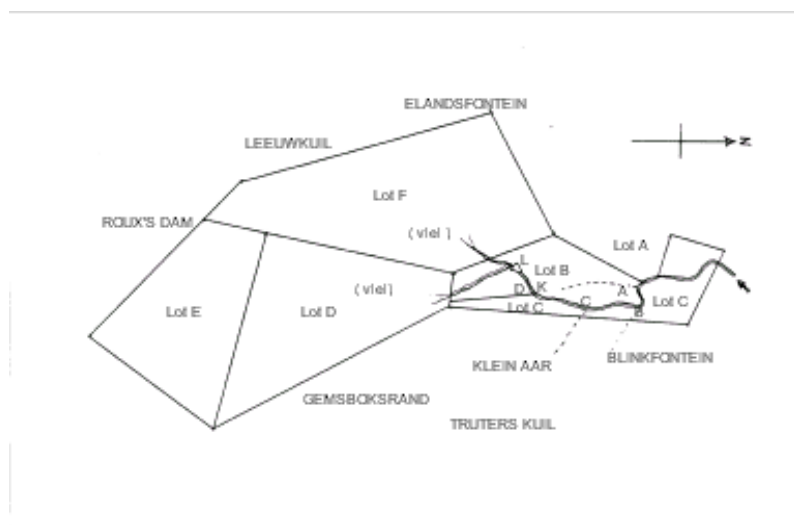 ELANDSFONTEIN
LEEUWKUIL
N
Lot F
ROUX'S DAM
(vlei)
Lot A
L
Lot B
(vlei)
D
K
A
Lot E
Lot D
Lot C
C
B
Lot C
KLEIN AAR
BLINKFONTEIN
GEMSBOKSRAND
TRUTERS KUIL